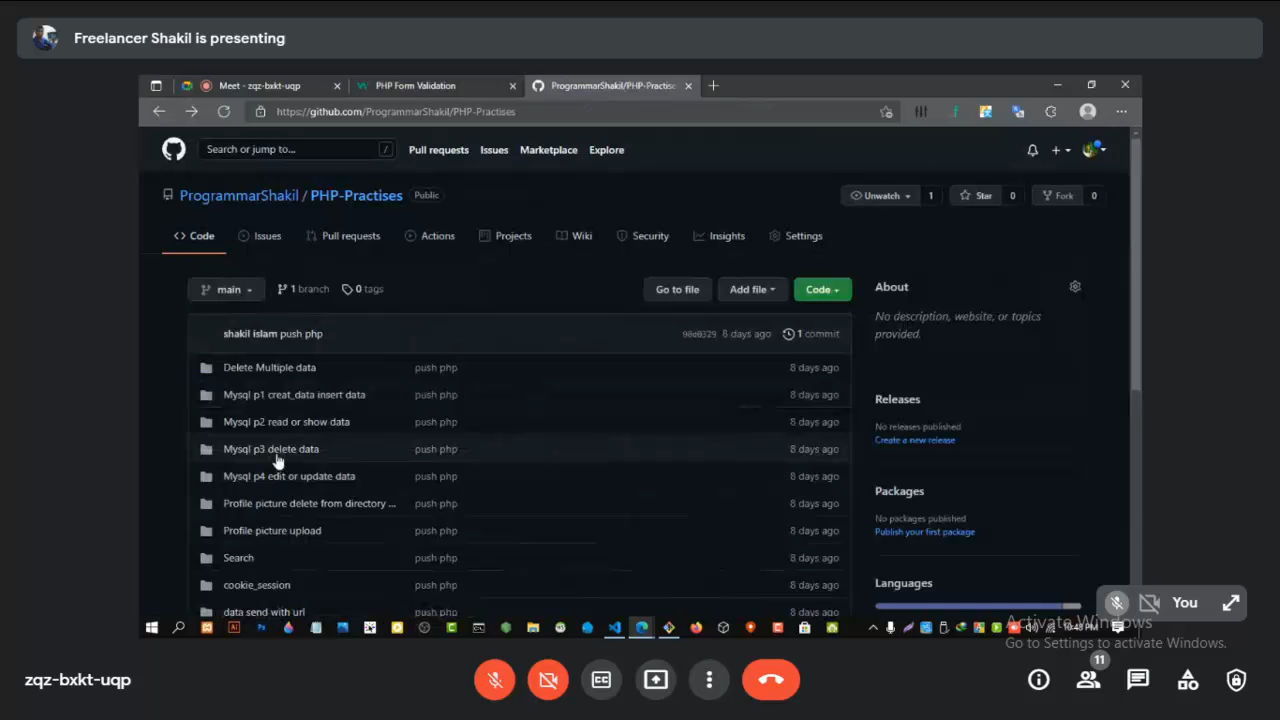 Freelancer Shakil is presenting
Meet - zqz-bxkt-uqp
PHP Form Validation
ProgrammarShakil/PHP-Practises
https://github.com/ProgrammarShakil/PHP-Practises
Search or jump to... /
Pull requests Issues Marketplace Explore
ProgrammarShakil / PHP-Practises Public
Unwatch 1 Star 0 Fork 0
Code Issues Pull requests Actions Projects Wiki Security Insights Settings
main 1 branch 0 tags Go to file Add file Code
About
No description, website, or topics
provided.
shakil islam push php 8 days ago 1 commit
Delete Multiple data push php 8 days ago
Mysql p1 creat_data insert data push php 8 days ago
Mysql p2 read or show data push php 8 days ago
Mysql p3 delete data push php 8 days ago
Mysql p4 edit or update data push php 8 days ago
Profile picture delete from directory ... push php 8 days ago
Profile picture upload push php 8 days ago
Search push php 8 days ago
cookie_session push php 8 days ago
data send with url push php 8 days ago
Releases
No releases published
Create a new release
Packages
No packages published
Publish your first package
Languages
You
Activate Windows
Go to Settings to activate Windows.
zqz-bxkt-uqp
11